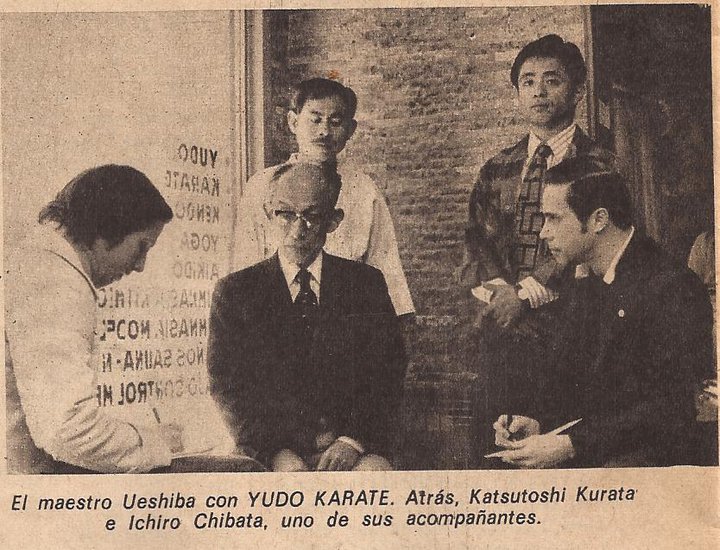 YUDO
KARATE
KENDO
YOGA
AIKIDO
El maestro Ueshiba con YUDO KARATE. Atrás, Katsutoshi Kurata
e Ichiro Chibata, uno de sus acompañantes.